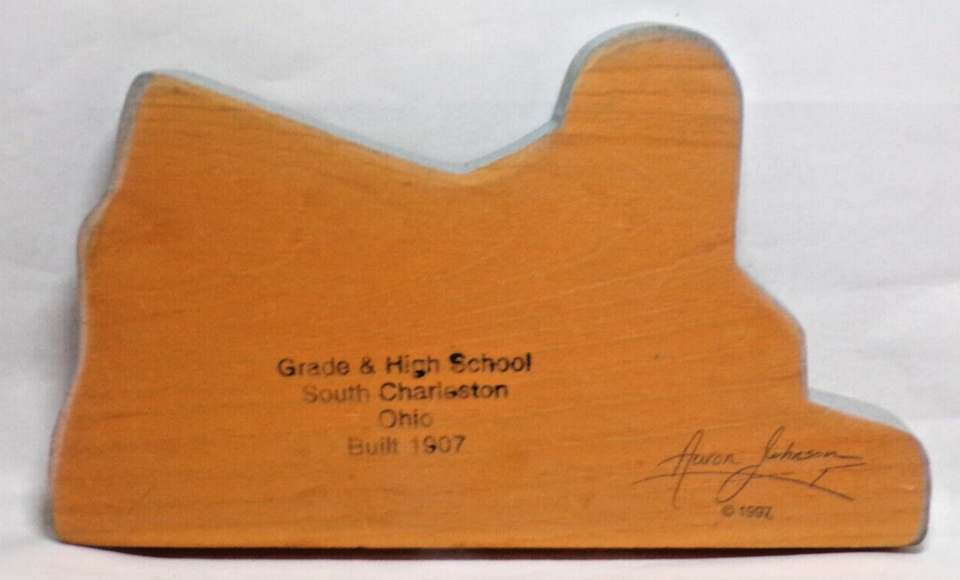 Grade & High School
South Charleston
Ohio
Built 1907
Aaron Johnson
© 1997